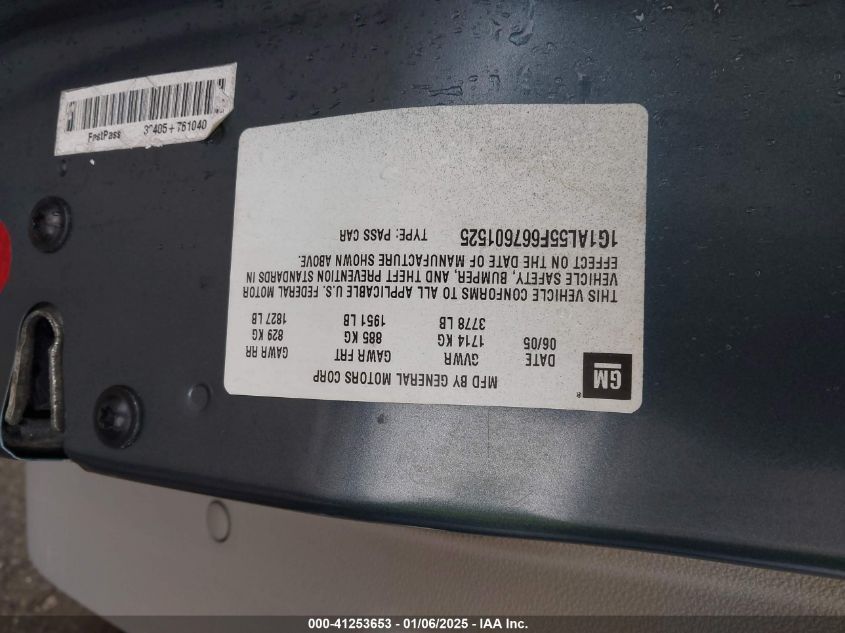 FastPass 30405+761040
GM ®
MFD BY GENERAL MOTORS CORP
DATE GVWR GAWR FRT GAWR RR
06/05 1714 KG 885 KG 829 KG
3778 LB 1951 LB 1827 LB
THIS VEHICLE CONFORMS TO ALL APPLICABLE U.S. FEDERAL MOTOR
VEHICLE SAFETY, BUMPER, AND THEFT PREVENTION STANDARDS IN
EFFECT ON THE DATE OF MANUFACTURE SHOWN ABOVE.
1G1AL55F667601525 TYPE: PASS CAR
000-41253653 - 01/06/2025 - IAA Inc.